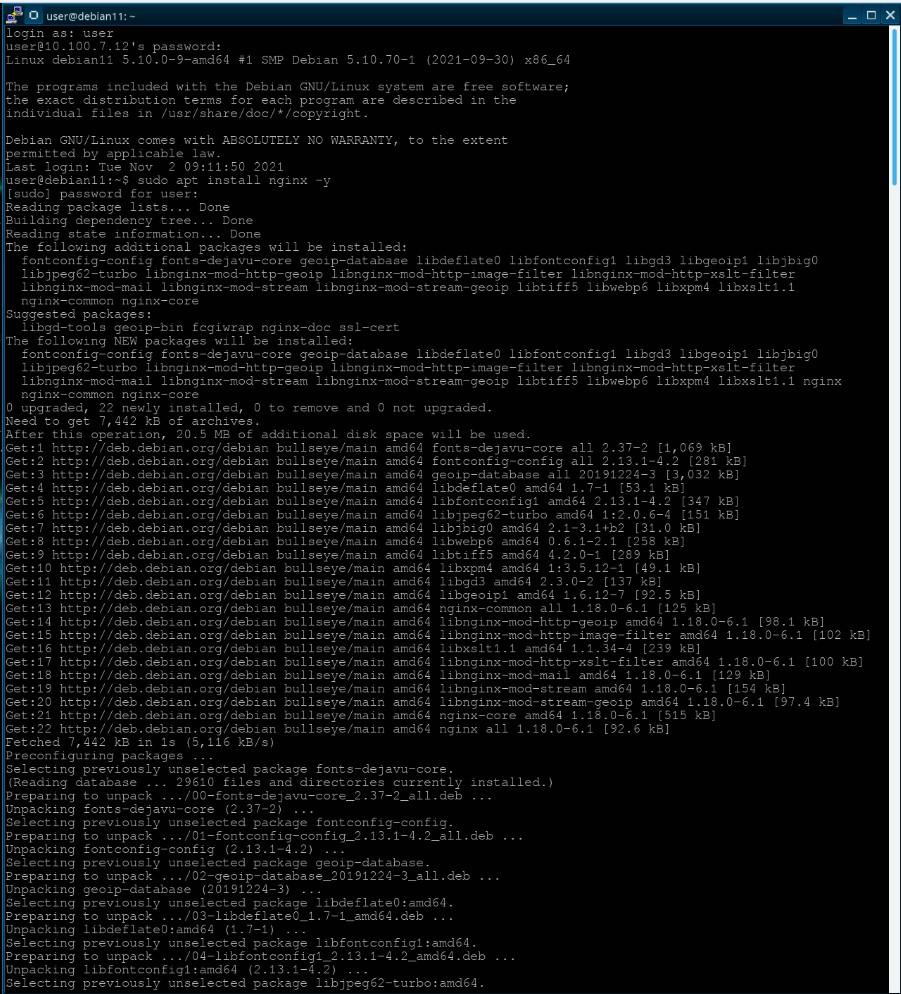 user@debian11: ~
login as: user
user@10.100.7.12's password:
Linux debian11 5.10.0-9-amd64 #1 SMP Debian 5.10.70-1 (2021-09-30) x86_64
The programs included with the Debian GNU/Linux system are free software;
the exact distribution terms for each program are described in the
individual files in /usr/share/doc/*/copyright.
Debian GNU/Linux comes with ABSOLUTELY NO WARRANTY, to the extent
permitted by applicable law.
Last login: Tue Nov  2 09:11:50 2021
user@debian11:~$ sudo apt install nginx -y
[sudo] password for user:
Reading package lists... Done
Building dependency tree... Done
Reading state information... Done
The following additional packages will be installed:
  fontconfig-config fonts-dejavu-core geoip-database libdeflate0 libfontconfig1 libgd3 libgeoip1 libjbig0
  libjpeg62-turbo libnginx-mod-http-geoip libnginx-mod-http-image-filter libnginx-mod-http-xslt-filter
  libnginx-mod-mail libnginx-mod-stream libnginx-mod-stream-geoip libtiff5 libwebp6 libxpm4 libxslt1.1
  nginx-common nginx-core
Suggested packages:
  libgd-tools geoip-bin fcgiwrap nginx-doc ssl-cert
The following NEW packages will be installed:
  fontconfig-config fonts-dejavu-core geoip-database libdeflate0 libfontconfig1 libgd3 libgeoip1 libjbig0
  libjpeg62-turbo libnginx-mod-http-geoip libnginx-mod-http-image-filter libnginx-mod-http-xslt-filter
  libnginx-mod-mail libnginx-mod-stream libnginx-mod-stream-geoip libtiff5 libwebp6 libxpm4 libxslt1.1 nginx
  nginx-common nginx-core
0 upgraded, 22 newly installed, 0 to remove and 0 not upgraded.
Need to get 7,442 kB of archives.
After this operation, 20.5 MB of additional disk space will be used.
Get:1 http://deb.debian.org/debian bullseye/main amd64 fonts-dejavu-core all 2.37-2 [1,069 kB]
Get:2 http://deb.debian.org/debian bullseye/main amd64 fontconfig-config all 2.13.1-4.2 [281 kB]
Get:3 http://deb.debian.org/debian bullseye/main amd64 geoip-database all 20191224-3 [3,032 kB]
Get:4 http://deb.debian.org/debian bullseye/main amd64 libdeflate0 amd64 1.7-1 [53.1 kB]
Get:5 http://deb.debian.org/debian bullseye/main amd64 libfontconfig1 amd64 2.13.1-4.2 [347 kB]
Get:6 http://deb.debian.org/debian bullseye/main amd64 libjpeg62-turbo amd64 1:2.0.6-4 [151 kB]
Get:7 http://deb.debian.org/debian bullseye/main amd64 libjbig0 amd64 2.1-3.1+b2 [31.0 kB]
Get:8 http://deb.debian.org/debian bullseye/main amd64 libwebp6 amd64 0.6.1-2.1 [258 kB]
Get:9 http://deb.debian.org/debian bullseye/main amd64 libtiff5 amd64 4.2.0-1 [289 kB]
Get:10 http://deb.debian.org/debian bullseye/main amd64 libxpm4 amd64 1:3.5.12-1 [49.1 kB]
Get:11 http://deb.debian.org/debian bullseye/main amd64 libgd3 amd64 2.3.0-2 [137 kB]
Get:12 http://deb.debian.org/debian bullseye/main amd64 libgeoip1 amd64 1.6.12-7 [92.5 kB]
Get:13 http://deb.debian.org/debian bullseye/main amd64 nginx-common all 1.18.0-6.1 [125 kB]
Get:14 http://deb.debian.org/debian bullseye/main amd64 libnginx-mod-http-geoip amd64 1.18.0-6.1 [98.1 kB]
Get:15 http://deb.debian.org/debian bullseye/main amd64 libnginx-mod-http-image-filter amd64 1.18.0-6.1 [102 kB]
Get:16 http://deb.debian.org/debian bullseye/main amd64 libxslt1.1 amd64 1.1.34-4 [239 kB]
Get:17 http://deb.debian.org/debian bullseye/main amd64 libnginx-mod-http-xslt-filter amd64 1.18.0-6.1 [100 kB]
Get:18 http://deb.debian.org/debian bullseye/main amd64 libnginx-mod-mail amd64 1.18.0-6.1 [129 kB]
Get:19 http://deb.debian.org/debian bullseye/main amd64 libnginx-mod-stream amd64 1.18.0-6.1 [154 kB]
Get:20 http://deb.debian.org/debian bullseye/main amd64 libnginx-mod-stream-geoip amd64 1.18.0-6.1 [97.4 kB]
Get:21 http://deb.debian.org/debian bullseye/main amd64 nginx-core amd64 1.18.0-6.1 [515 kB]
Get:22 http://deb.debian.org/debian bullseye/main amd64 nginx all 1.18.0-6.1 [92.6 kB]
Fetched 7,442 kB in 1s (5,116 kB/s)
Preconfiguring packages ...
Selecting previously unselected package fonts-dejavu-core.
(Reading database ... 29610 files and directories currently installed.)
Preparing to unpack .../00-fonts-dejavu-core_2.37-2_all.deb ...
Unpacking fonts-dejavu-core (2.37-2) ...
Selecting previously unselected package fontconfig-config.
Preparing to unpack .../01-fontconfig-config_2.13.1-4.2_all.deb ...
Unpacking fontconfig-config (2.13.1-4.2) ...
Selecting previously unselected package geoip-database.
Preparing to unpack .../02-geoip-database_20191224-3_all.deb ...
Unpacking geoip-database (20191224-3) ...
Selecting previously unselected package libdeflate0:amd64.
Preparing to unpack .../03-libdeflate0_1.7-1_amd64.deb ...
Unpacking libdeflate0:amd64 (1.7-1) ...
Selecting previously unselected package libfontconfig1:amd64.
Preparing to unpack .../04-libfontconfig1_2.13.1-4.2_amd64.deb ...
Unpacking libfontconfig1:amd64 (2.13.1-4.2) ...
Selecting previously unselected package libjpeg62-turbo:amd64.